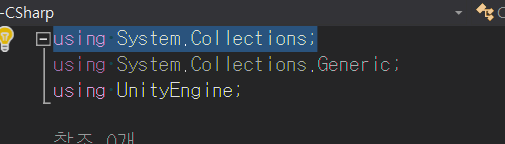 -CSharp
using System.Collections;
using System.Collections.Generic;
using UnityEngine;
참조 0개